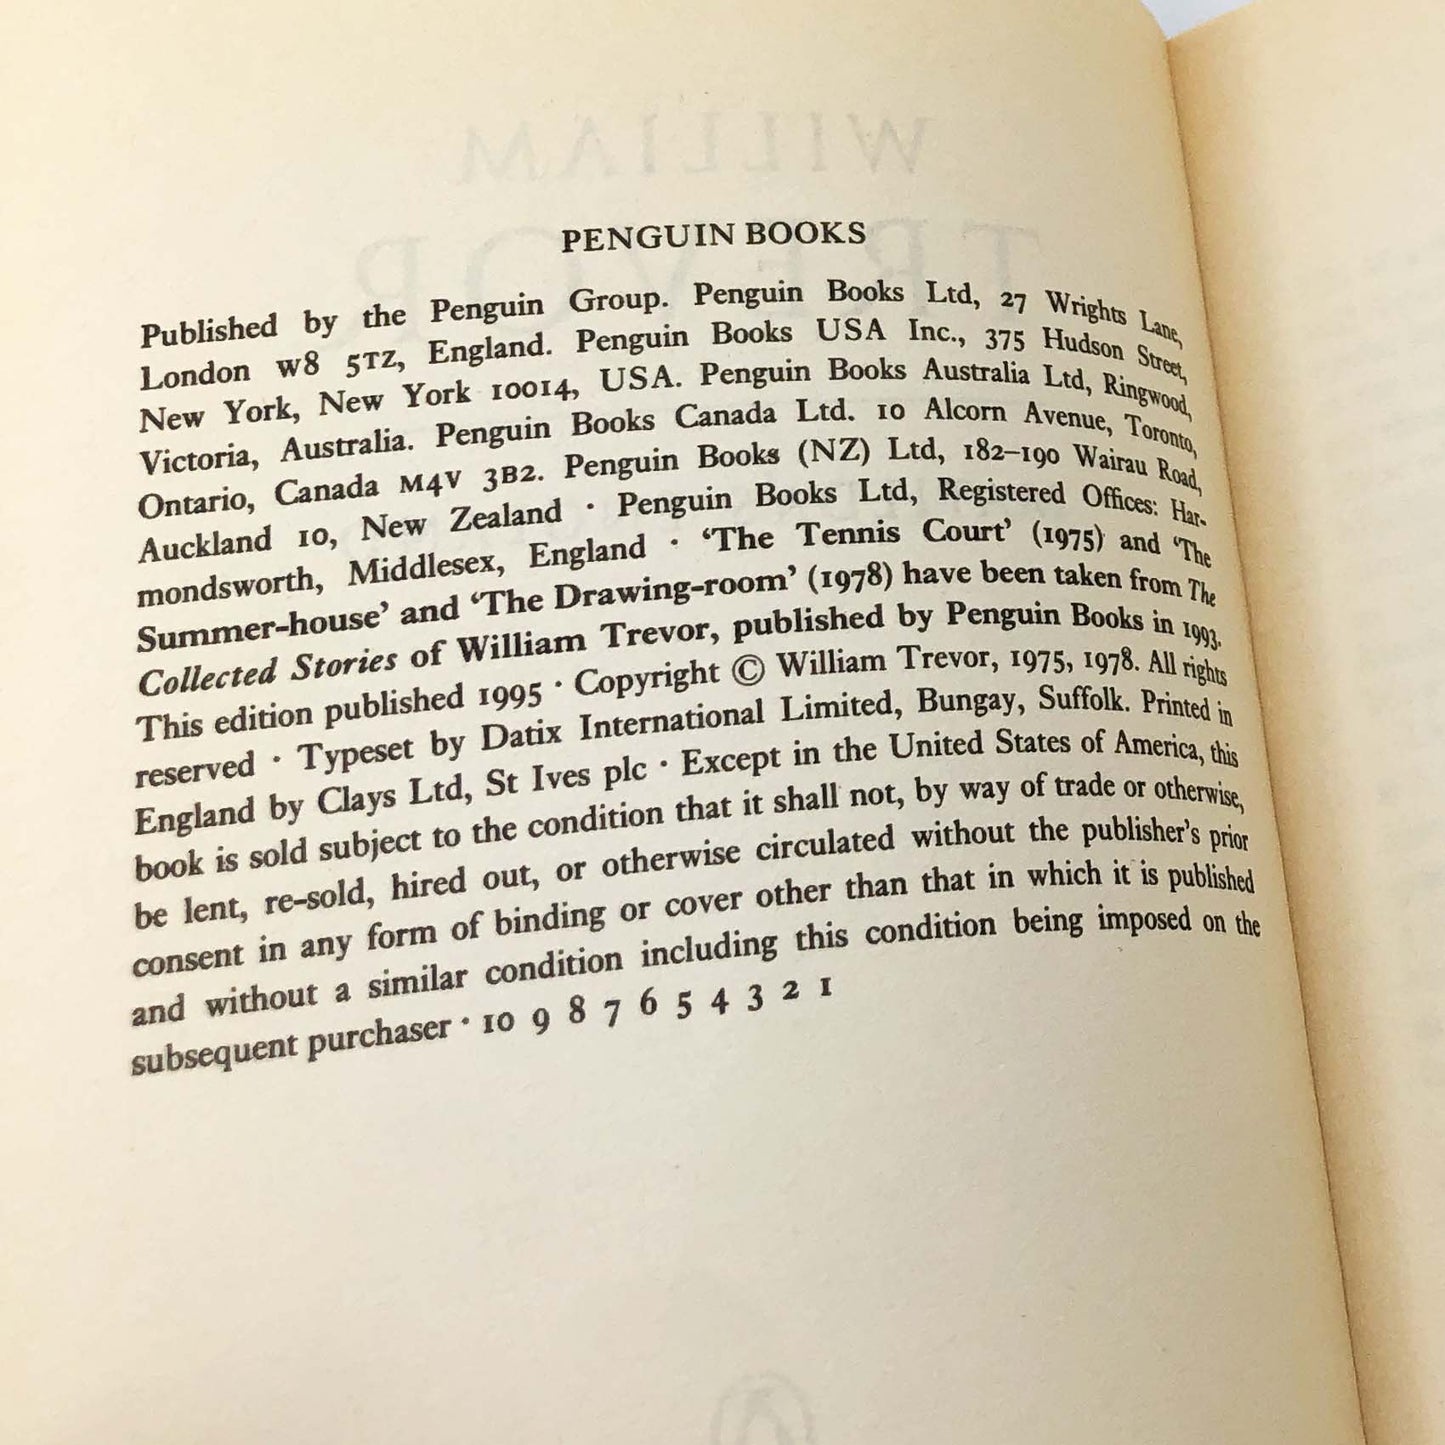 WILLIAM
TREVOR
PENGUIN BOOKS
Published by the Penguin Group. Penguin Books Ltd, 27 Wrights Lane,
London W8 5TZ, England. Penguin Books USA Inc., 375 Hudson Street,
New York, New York 10014, USA. Penguin Books Australia Ltd, Ringwood,
Victoria, Australia. Penguin Books Canada Ltd. 10 Alcorn Avenue, Toronto,
Ontario, Canada M4V 3B2. Penguin Books (NZ) Ltd, 182–190 Wairau Road,
Auckland 10, New Zealand · Penguin Books Ltd, Registered Offices: Har-
mondsworth, Middlesex, England · ‘The Tennis Court’ (1975) and ‘The
Summer-house’ and ‘The Drawing-room’ (1978) have been taken from The
Collected Stories of William Trevor, published by Penguin Books in 1993.
This edition published 1995 · Copyright © William Trevor, 1975, 1978. All rights
reserved · Typeset by Datix International Limited, Bungay, Suffolk. Printed in
England by Clays Ltd, St Ives plc · Except in the United States of America, this
book is sold subject to the condition that it shall not, by way of trade or otherwise,
be lent, re-sold, hired out, or otherwise circulated without the publisher’s prior
consent in any form of binding or cover other than that in which it is published
and without a similar condition including this condition being imposed on the
subsequent purchaser · 10 9 8 7 6 5 4 3 2 1